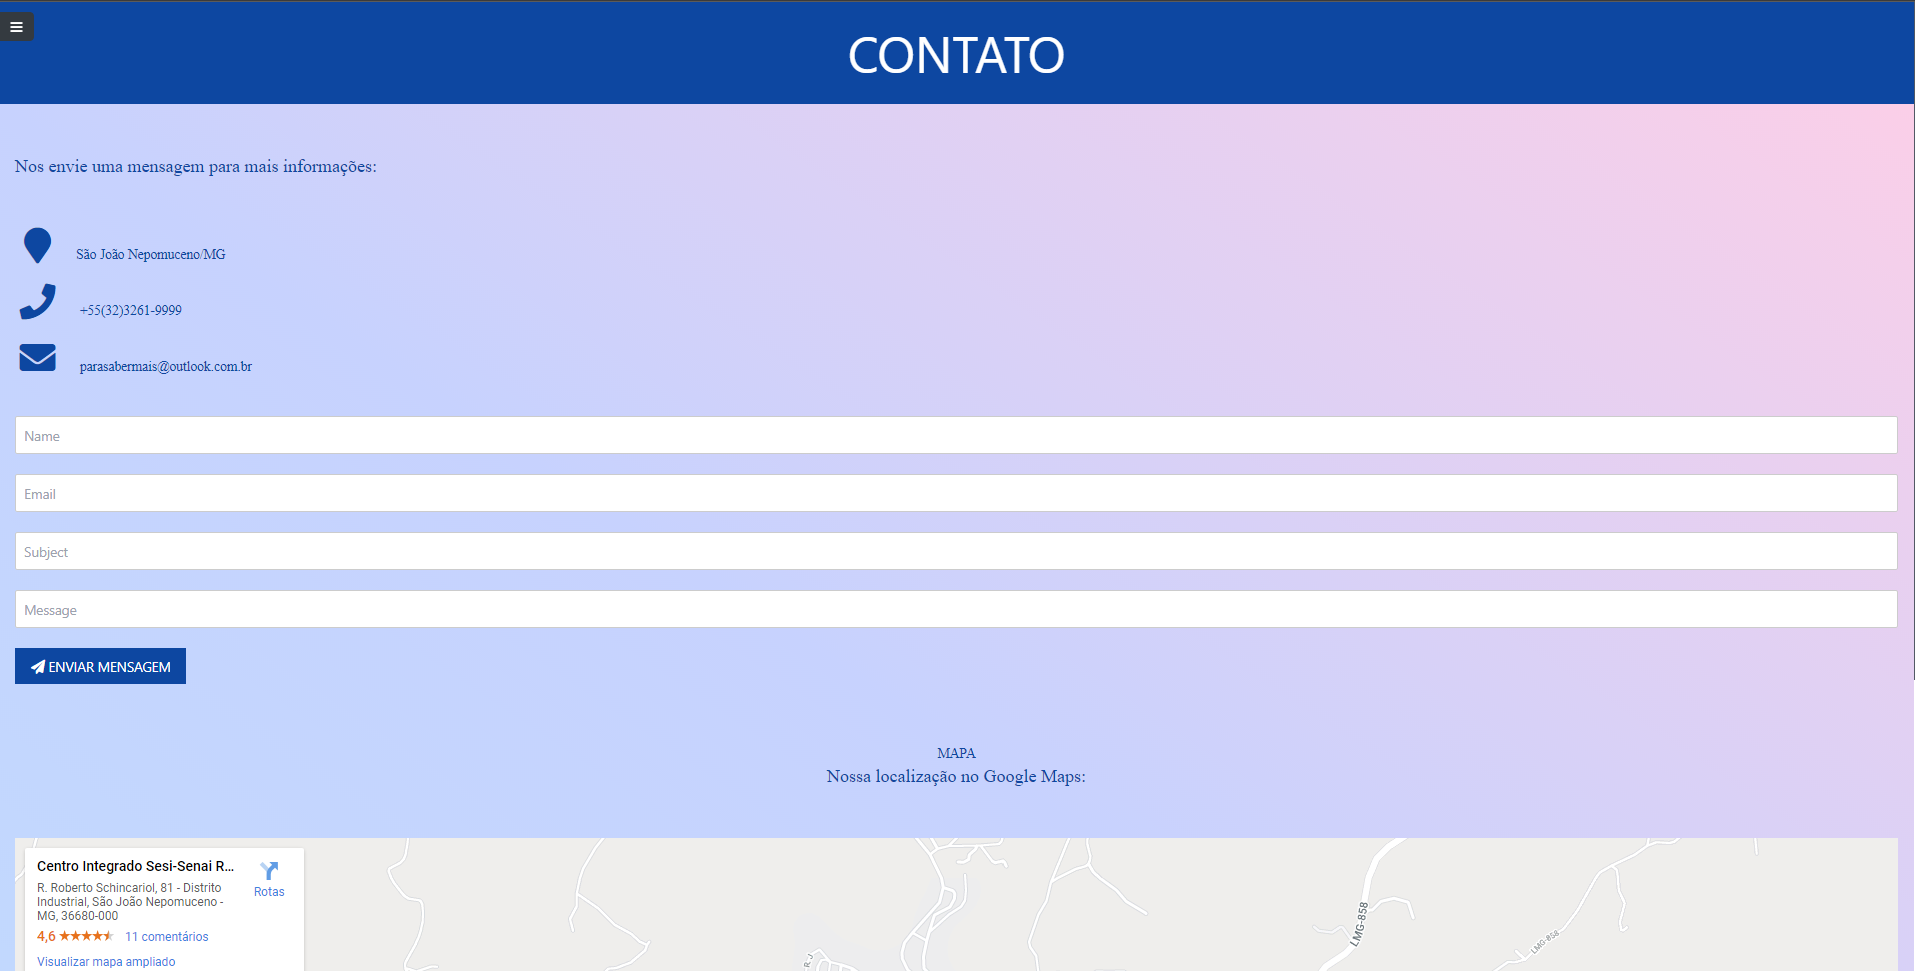 CONTATO
Nos envie uma mensagem para mais informações:
São João Nepomuceno/MG
+55(32)3261-9999
parasabermais@outlook.com.br
Name
Email
Subject
Message
ENVIAR MENSAGEM
MAPA
Nossa localização no Google Maps:
Centro Integrado Sesi-Senai R...
Rotas
R. Roberto Schincariol, 81 - Distrito
Industrial, São João Nepomuceno -
MG, 36680-000
4,6 11 comentários
Visualizar mapa ampliado
LMG-858
LMG-858